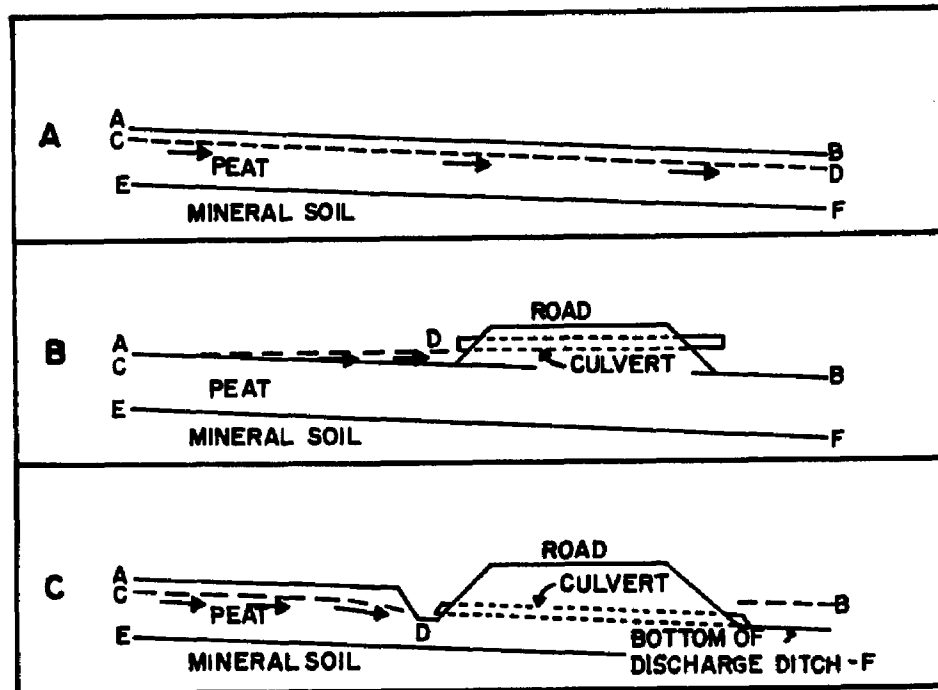 A
A
C
PEAT
B
D
E
F
MINERAL SOIL
B
ROAD
A
D
C
CULVERT
B
PEAT
E
MINERAL SOIL
F
C
ROAD
A
CULVERT
C
B
PEAT
D
E
BOTTOM OF
MINERAL SOIL
DISCHARGE DITCH - F